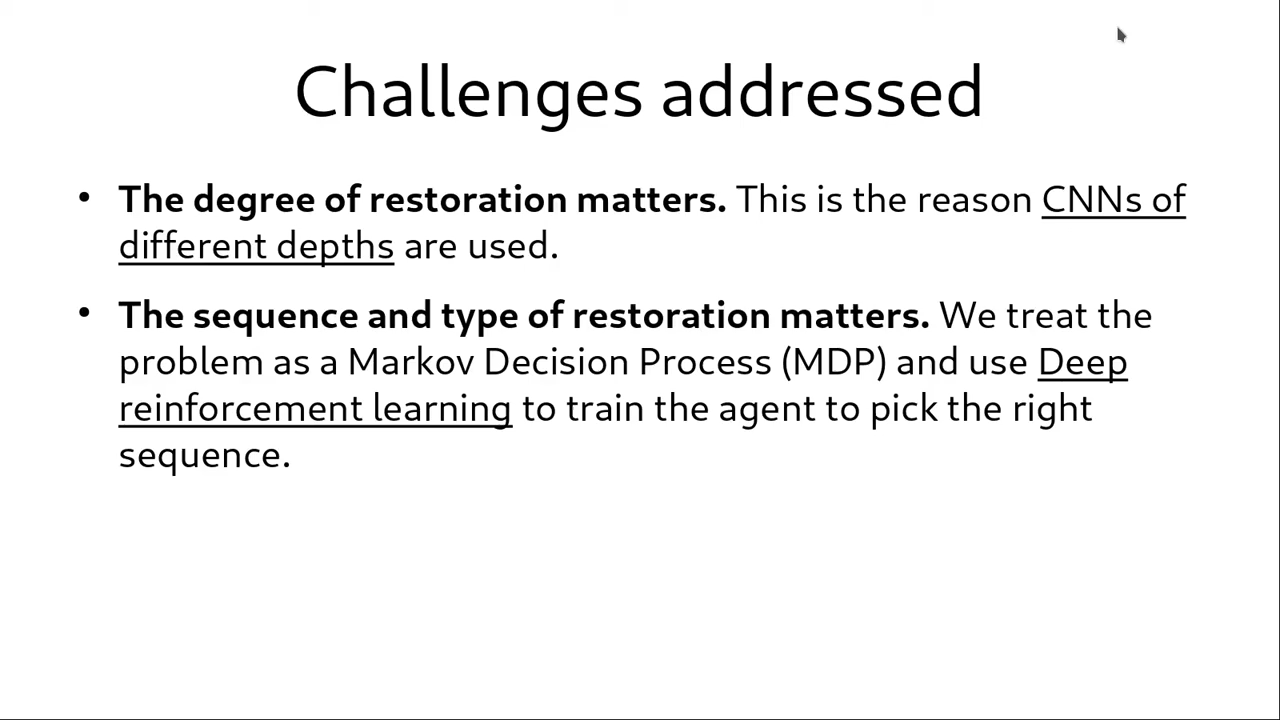 Challenges addressed
• The degree of restoration matters. This is the reason CNNs of
different depths are used.
• The sequence and type of restoration matters. We treat the
problem as a Markov Decision Process (MDP) and use Deep
reinforcement learning to train the agent to pick the right
sequence.